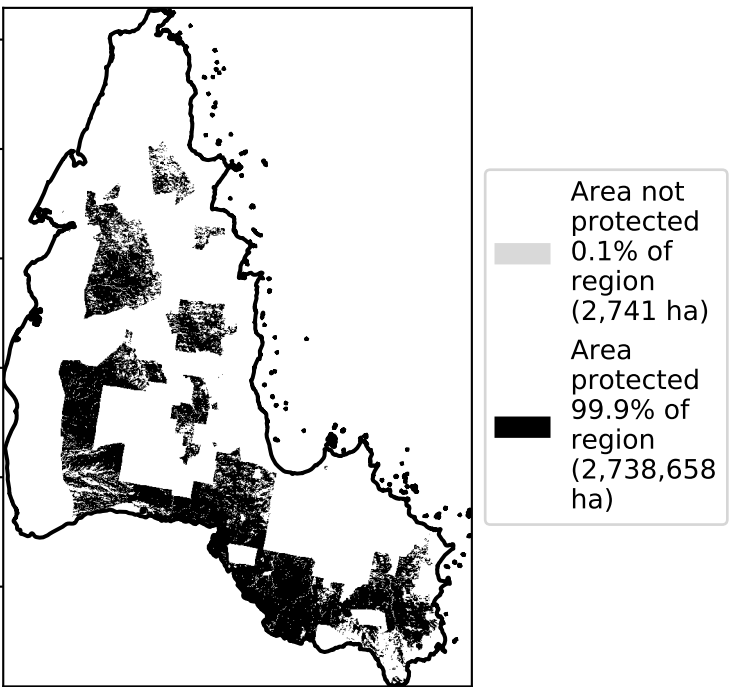 Area not
protected
0.1% of
region
(2,741 ha)
Area
protected
99.9% of
region
(2,738,658
ha)